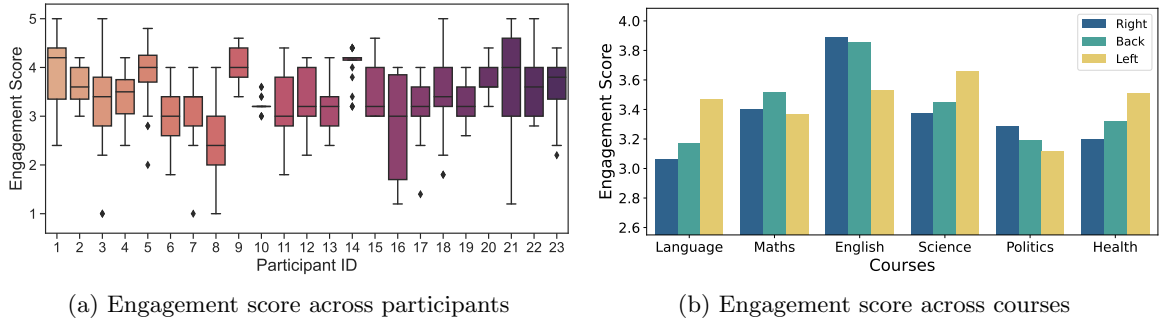 Engagement Score
5
4
3
2
1
1 2 3 4 5 6 7 8 9 10 11 12 13 14 15 16 17 18 19 20 21 22 23
Participant ID
(a) Engagement score across participants
Engagement Score
4.0
3.8
3.6
3.4
3.2
3.0
2.8
2.6
Right
Back
Left
Language Maths English Science Politics Health
Courses
(b) Engagement score across courses